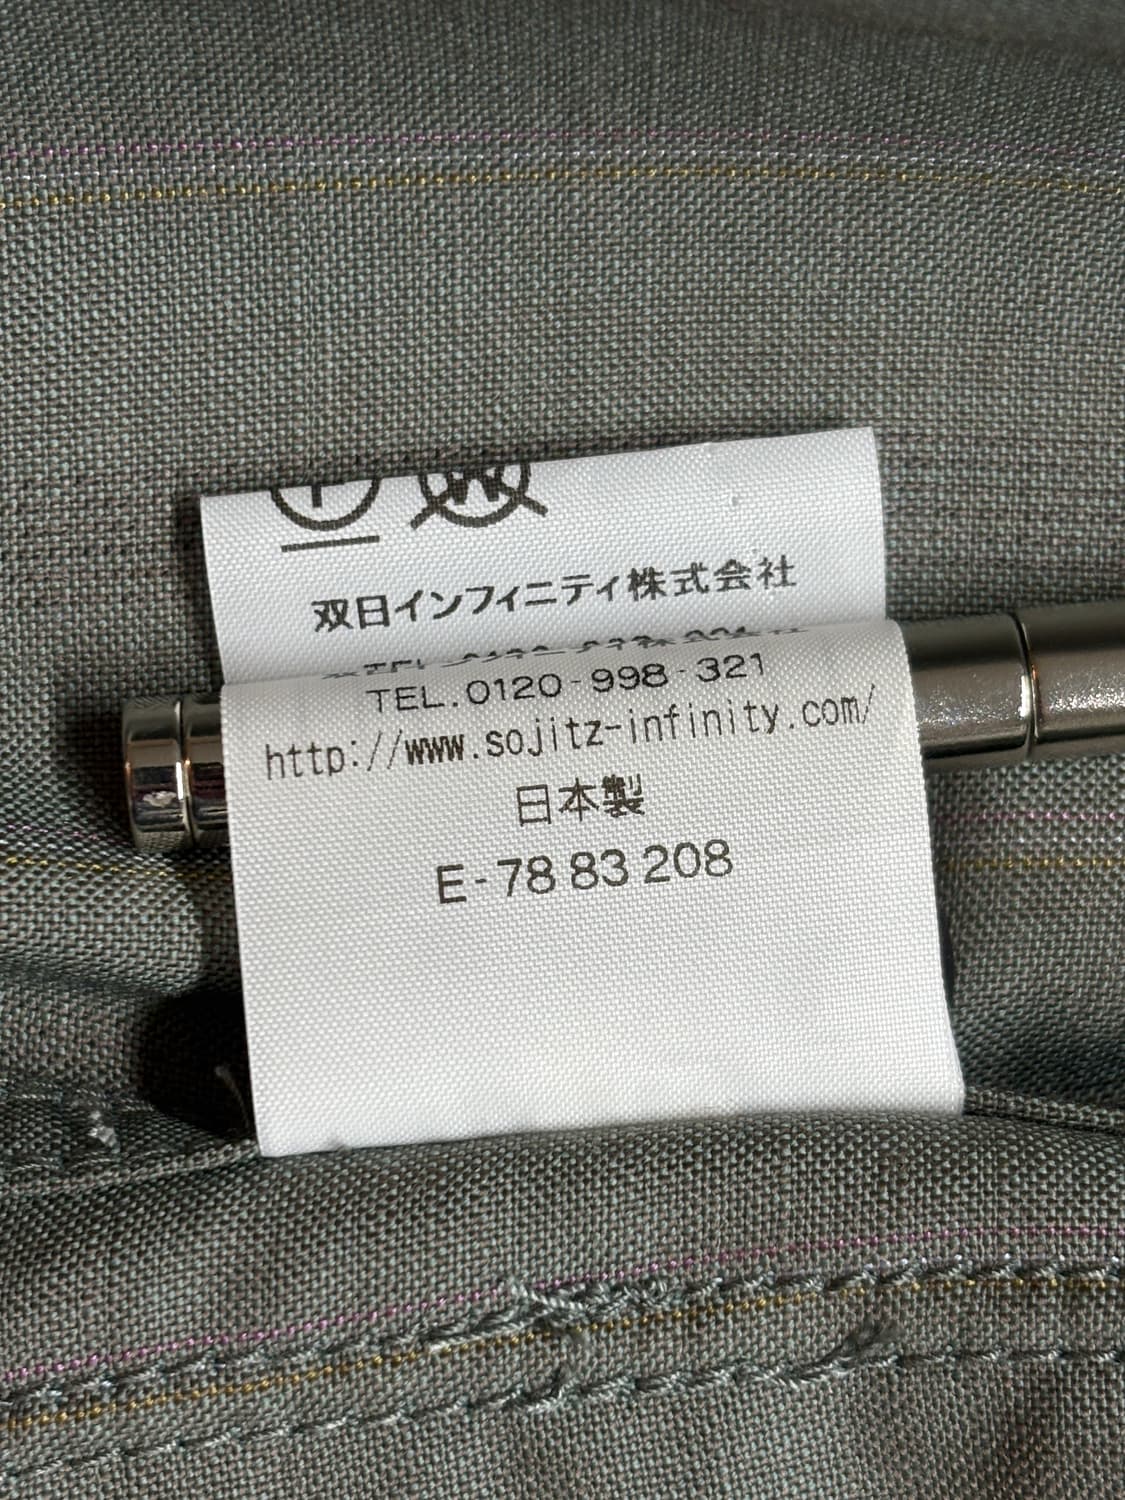 双日インフィニティ株式会社
TEL.0120-998-321
http://www.sojitz-infinity.com/
日本製
E-78 83 208